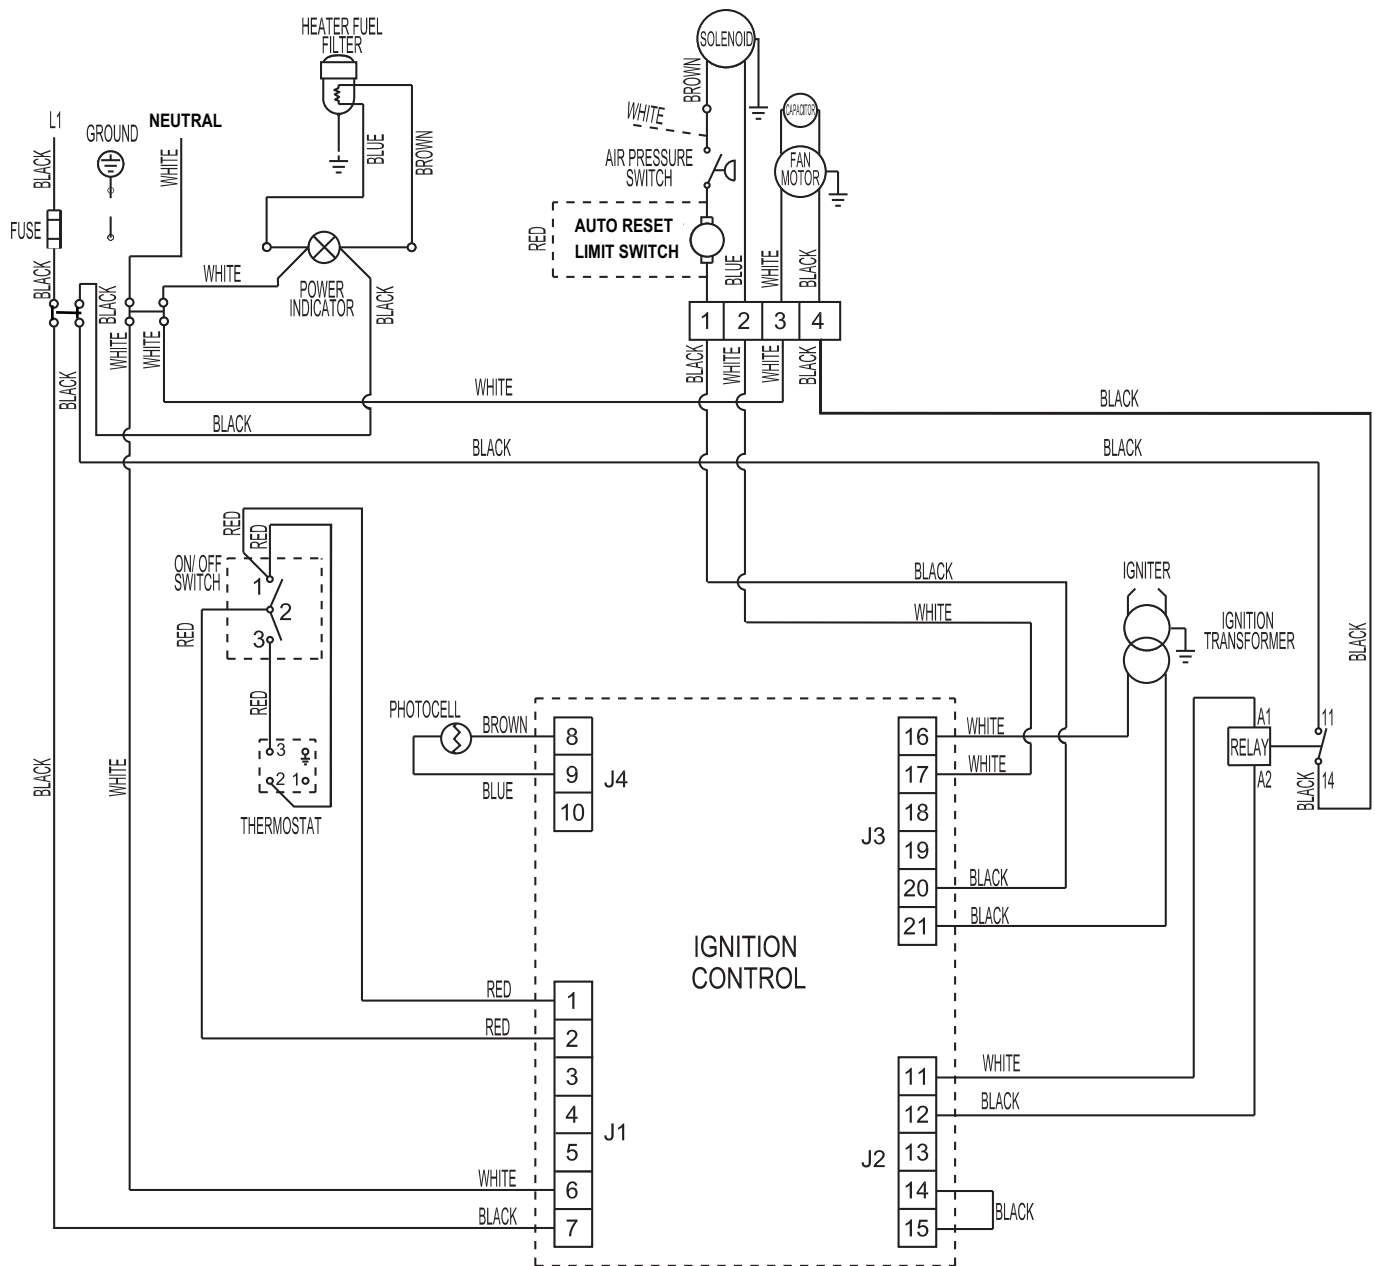 HEATER FUEL
FILTER
SOLENOID
BROWN
WHITE
CAPACITOR
L1
GROUND
NEUTRAL
BLACK
WHITE
BLUE
BROWN
AIR PRESSURE
SWITCH
FAN
MOTOR
FUSE
RED
AUTO RESET
LIMIT SWITCH
BLUE
WHITE
BLACK
BLACK
BLACK
WHITE
POWER
INDICATOR
BLACK
1 2 3 4
WHITE
WHITE
BLACK
BLACK
WHITE
WHITE
BLACK
WHITE
BLACK
BLACK
BLACK
BLACK
RED
RED
ON/ OFF
SWITCH
1
2
3
RED
RED
BLACK
WHITE
IGNITER
IGNITION
TRANSFORMER
BLACK
BLACK
WHITE
3
2 1
THERMOSTAT
PHOTOCELL
BROWN
BLUE
8
9
10
J4
16
17
18
19
20
21
J3
WHITE
WHITE
BLACK
BLACK
A1
RELAY
A2
11
14
BLACK
IGNITION
CONTROL
RED
RED
1
2
3
4
5
6
7
J1
WHITE
BLACK
11
12
13
14
15
J2
WHITE
BLACK
BLACK